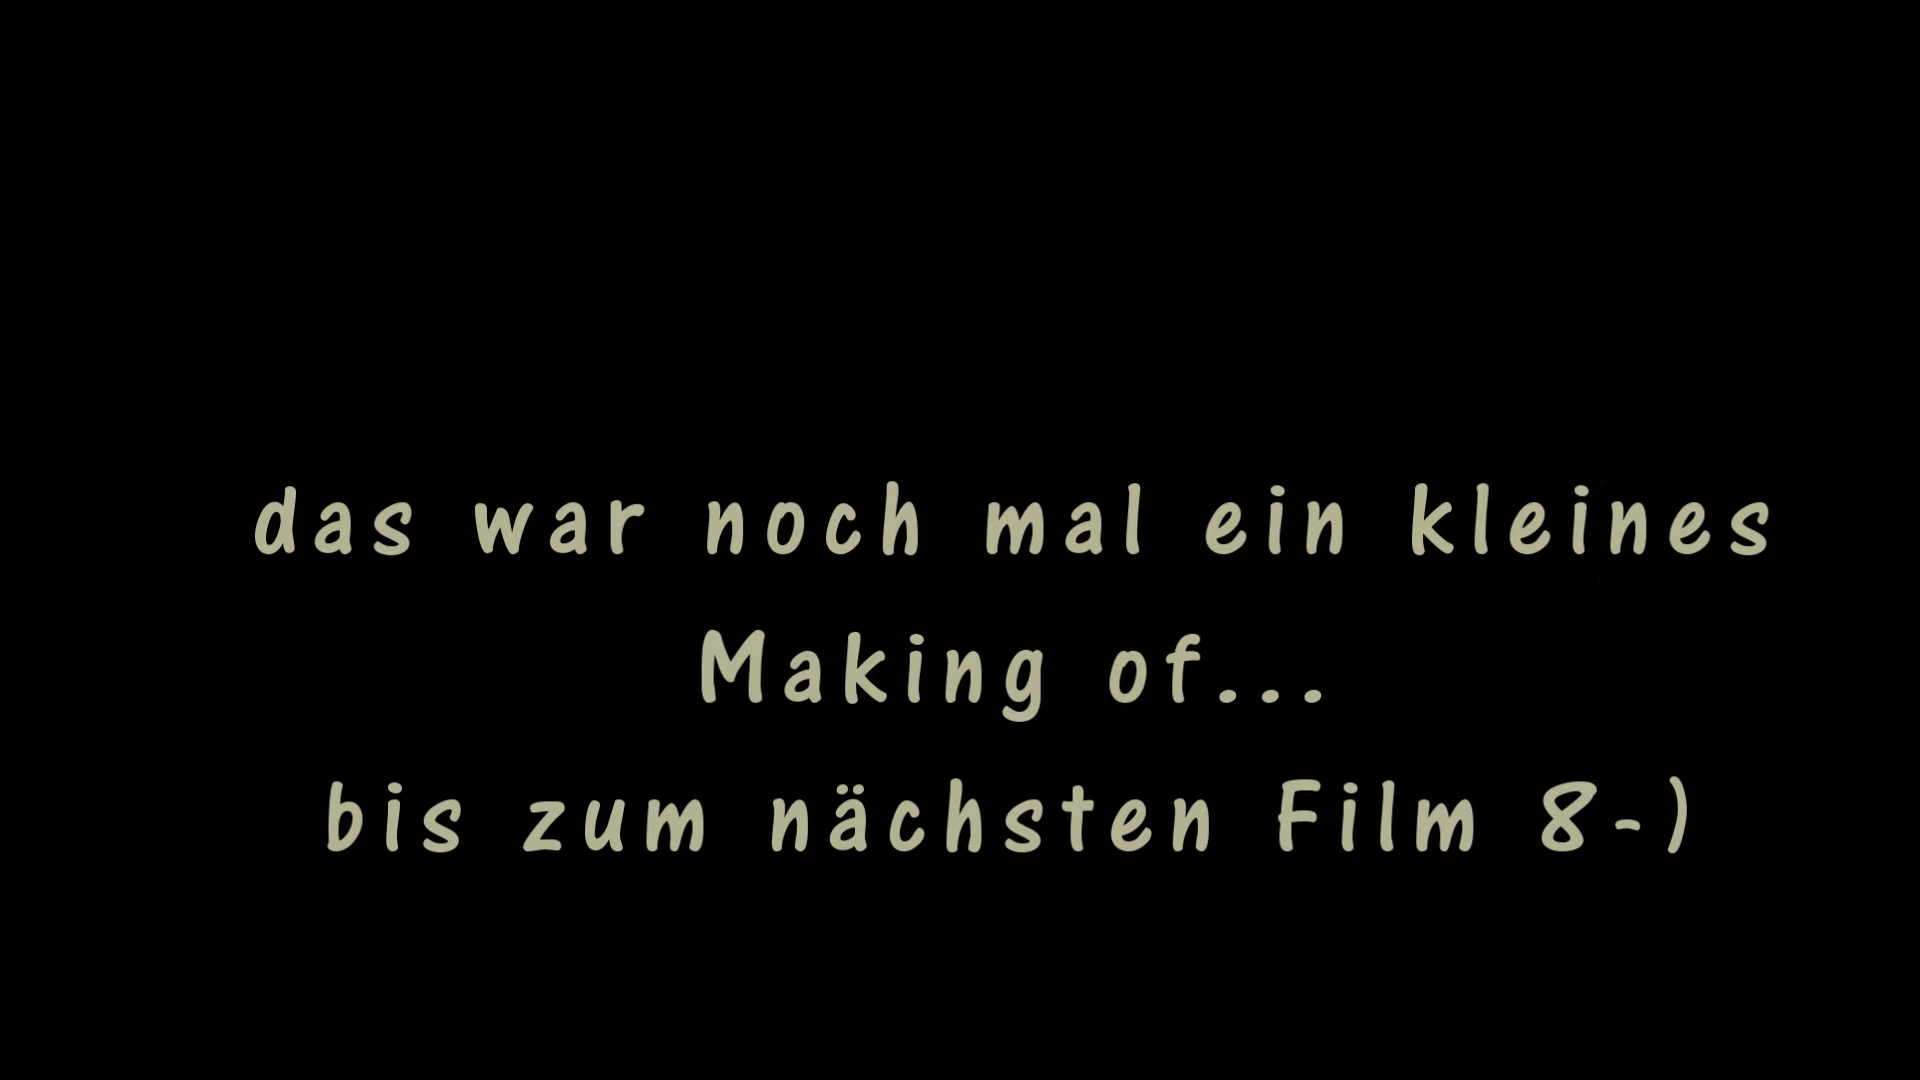 das war noch mal ein kleines
Making of...
bis zum nächsten Film 8-)